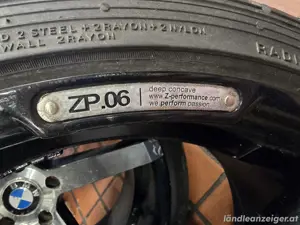 D 2 STEEL + 2 RAYON + 2 NYLON
WALL 2 RAYON
RADI
ZP.06
deep concave
www.Z-performance.com
we perform passion
BMW
ländleanzeiger.at